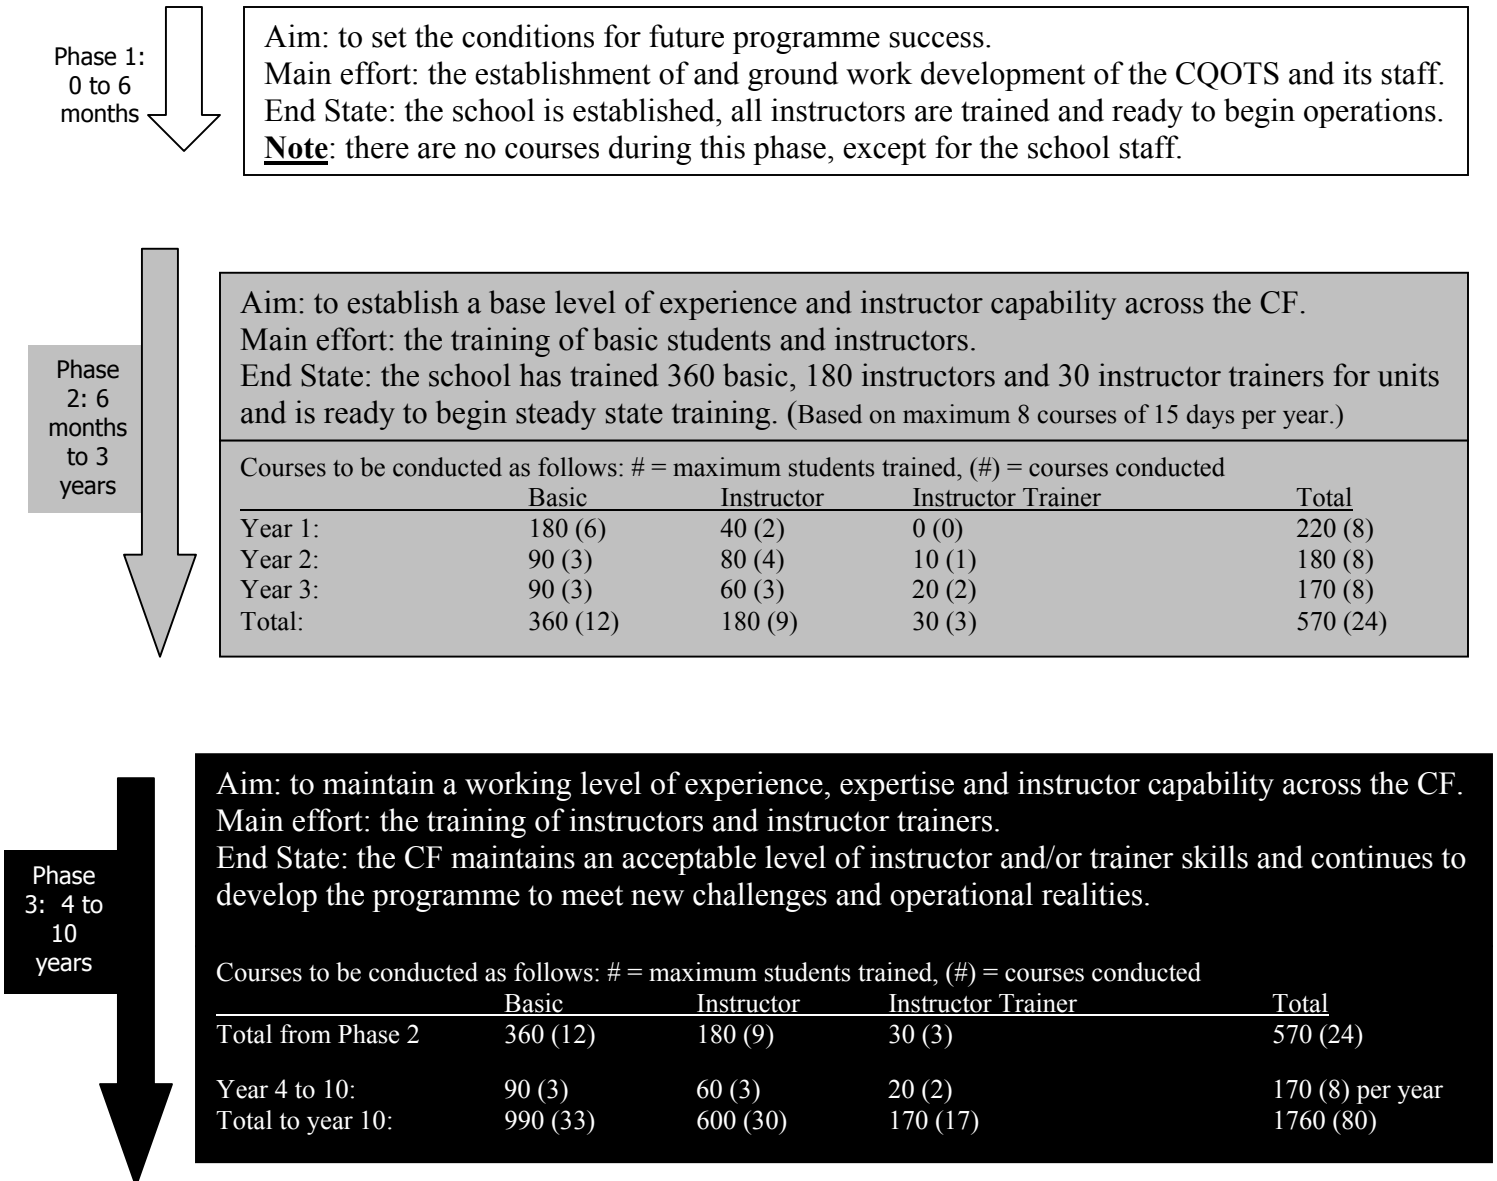 Phase 1:
0 to 6
months
Aim: to set the conditions for future programme success.
Main effort: the establishment of and ground work development of the CQOTS and its staff.
End State: the school is established, all instructors are trained and ready to begin operations.
Note: there are no courses during this phase, except for the school staff.
Phase
2: 6
months
to 3
years
Aim: to establish a base level of experience and instructor capability across the CF.
Main effort: the training of basic students and instructors.
End State: the school has trained 360 basic, 180 instructors and 30 instructor trainers for units
and is ready to begin steady state training. (Based on maximum 8 courses of 15 days per year.)
Courses to be conducted as follows: # = maximum students trained, (#) = courses conducted
Basic Instructor Instructor Trainer Total
Year 1: 180 (6) 40 (2) 0 (0) 220 (8)
Year 2: 90 (3) 80 (4) 10 (1) 180 (8)
Year 3: 90 (3) 60 (3) 20 (2) 170 (8)
Total: 360 (12) 180 (9) 30 (3) 570 (24)
Phase
3: 4 to
10
years
Aim: to maintain a working level of experience, expertise and instructor capability across the CF.
Main effort: the training of instructors and instructor trainers.
End State: the CF maintains an acceptable level of instructor and/or trainer skills and continues to
develop the programme to meet new challenges and operational realities.
Courses to be conducted as follows: # = maximum students trained, (#) = courses conducted
Basic Instructor Instructor Trainer Total
Total from Phase 2 360 (12) 180 (9) 30 (3) 570 (24)
Year 4 to 10: 90 (3) 60 (3) 20 (2) 170 (8) per year
Total to year 10: 990 (33) 600 (30) 170 (17) 1760 (80)